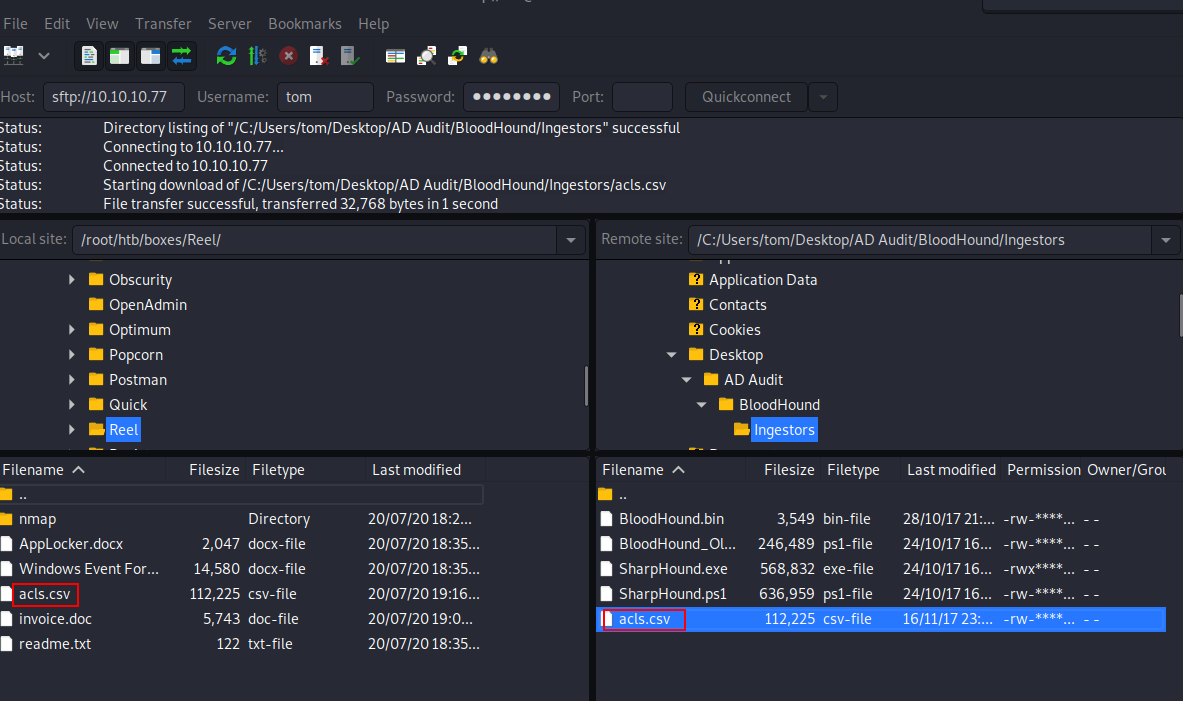 File Edit View Transfer Server Bookmarks Help
Host: sftp://10.10.10.77 Username: tom Password: ●●●●●●●● Port: Quickconnect
Status: Directory listing of "/C:/Users/tom/Desktop/AD Audit/BloodHound/Ingestors" successful
Status: Connecting to 10.10.10.77...
Status: Connected to 10.10.10.77
Status: Starting download of /C:/Users/tom/Desktop/AD Audit/BloodHound/Ingestors/acls.csv
Status: File transfer successful, transferred 32,768 bytes in 1 second
Local site: /root/htb/boxes/Reel/
Obscurity
OpenAdmin
Optimum
Popcorn
Postman
Quick
Reel
Remote site: /C:/Users/tom/Desktop/AD Audit/BloodHound/Ingestors
Application Data
Contacts
Cookies
Desktop
AD Audit
BloodHound
Ingestors
Filename Filesize Filetype Last modified
..
nmap Directory 20/07/20 18:2...
AppLocker.docx 2,047 docx-file 20/07/20 18:35...
Windows Event For... 14,580 docx-file 20/07/20 18:35...
acls.csv 112,225 csv-file 20/07/20 19:16...
invoice.doc 5,743 doc-file 20/07/20 19:0...
readme.txt 122 txt-file 20/07/20 18:35...
Filename Filesize Filetype Last modified Permission Owner/Grou
..
BloodHound.bin 3,549 bin-file 28/10/17 21:... -rw-****... - -
BloodHound_Ol... 246,489 ps1-file 24/10/17 16... -rw-****... - -
SharpHound.exe 568,832 exe-file 24/10/17 16... -rwx****... - -
SharpHound.ps1 636,959 ps1-file 24/10/17 16... -rw-****... - -
acls.csv 112,225 csv-file 16/11/17 23:... -rw-****... - -